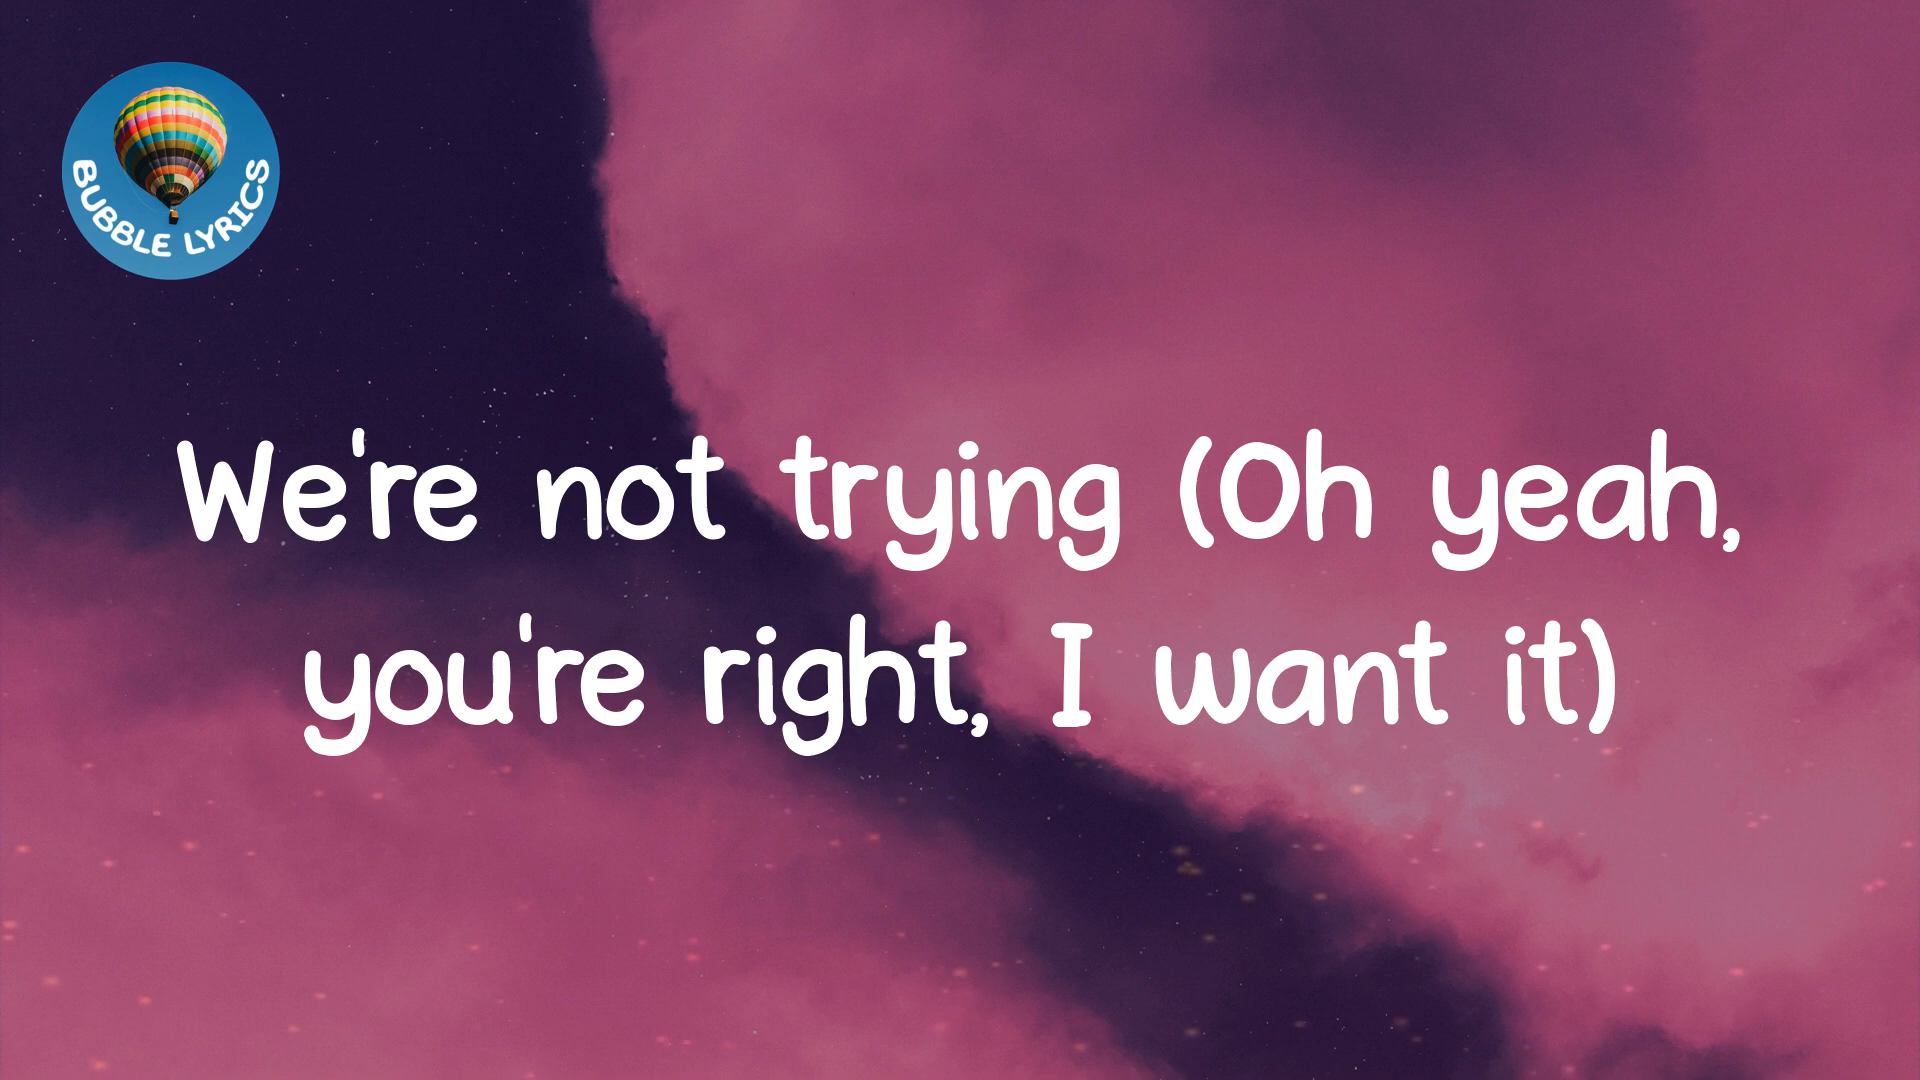 BUBBLE LYRICS
We're not trying (Oh yeah,
you're right, I want it)